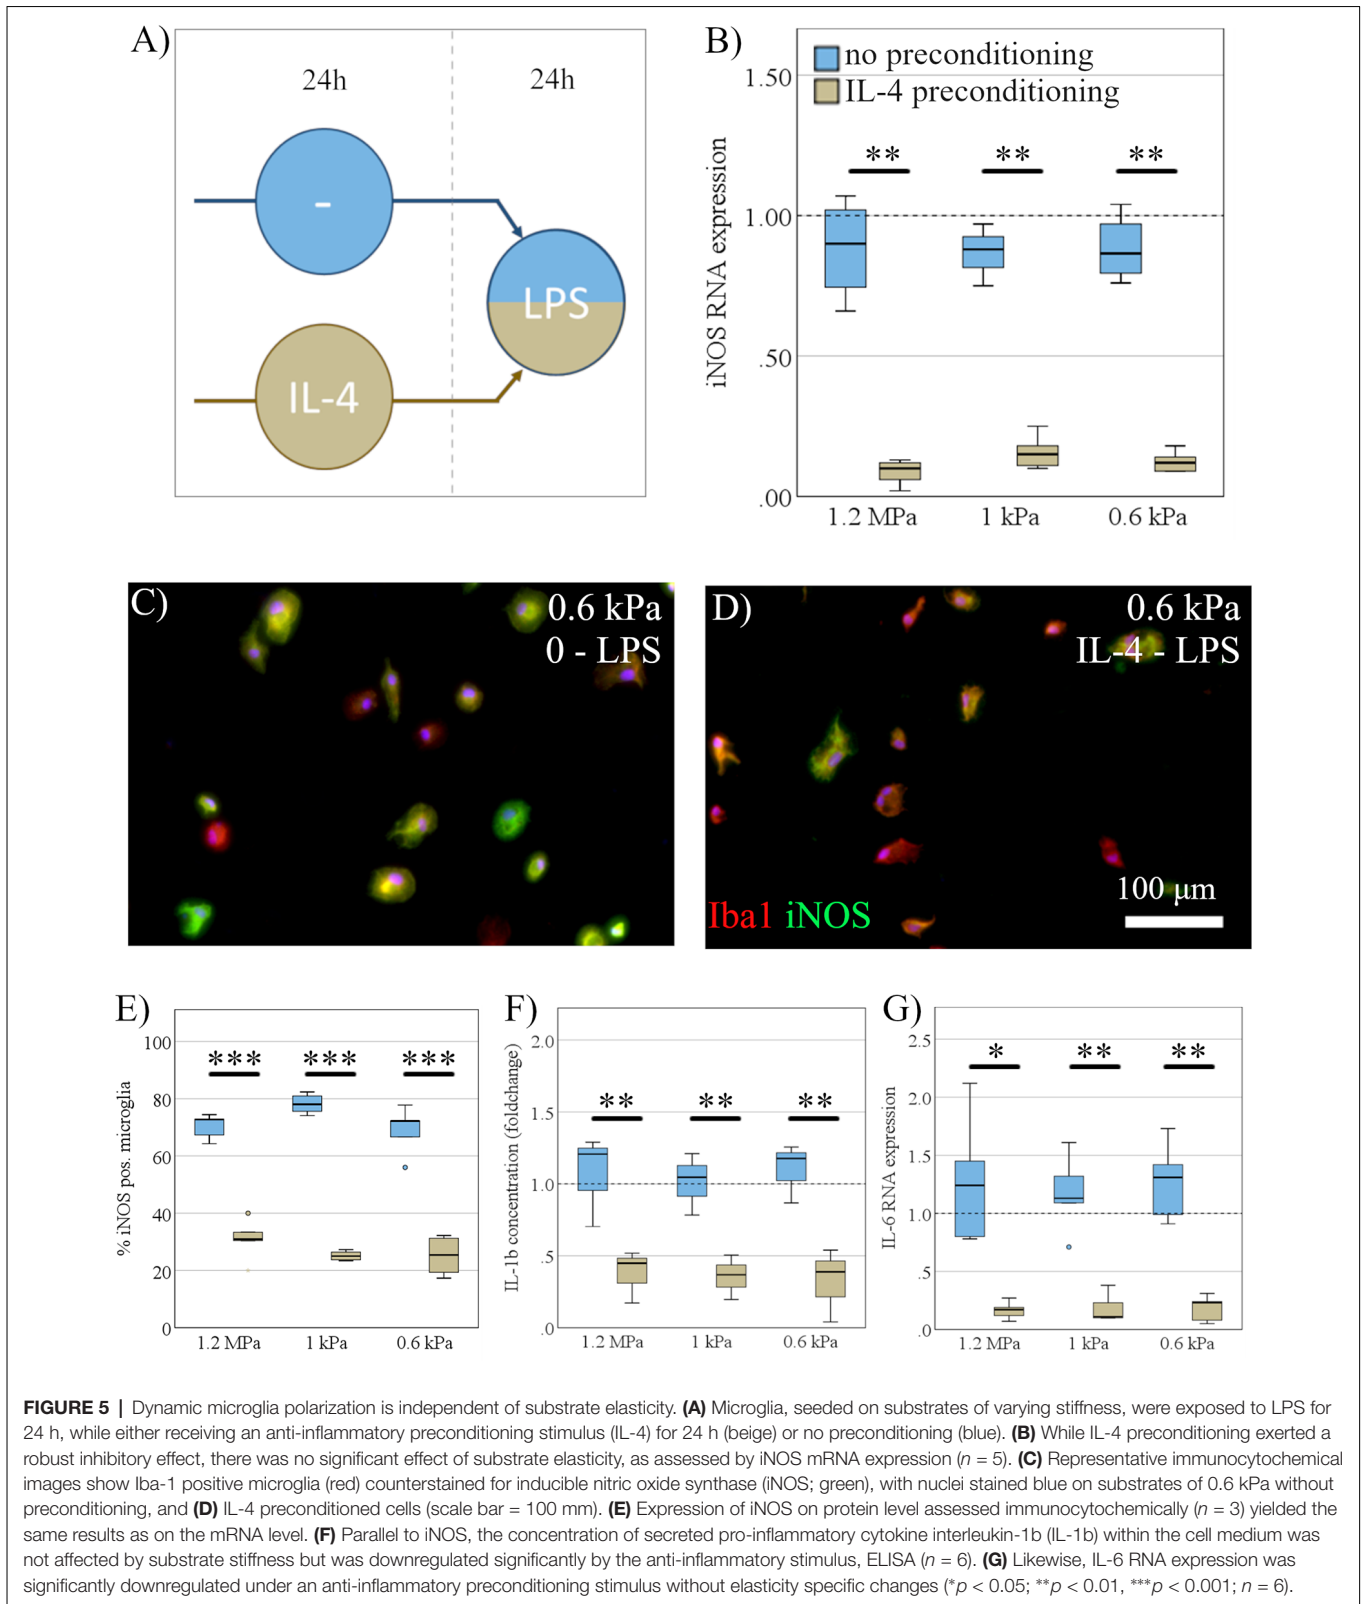 A)
24h
24h
-
LPS
IL-4
B)
no preconditioning
IL-4 preconditioning
iNOS RNA expression
1.50
1.00
.50
.00
**
**
**
1.2 MPa
1 kPa
0.6 kPa
C)
0.6 kPa
0 - LPS
D)
0.6 kPa
IL-4 - LPS
Iba1 iNOS
100 µm
E)
% iNOS pos. microglia
100
80
60
40
20
0
***
***
***
1.2 MPa
1 kPa
0.6 kPa
F)
IL-1b concentration (foldchange)
2.0
1.5
1.0
.5
.0
**
**
**
1.2 MPa
1 kPa
0.6 kPa
G)
IL-6 RNA expression
2.5
2.0
1.5
1.0
.5
.0
*
**
**
1.2 MPa
1 kPa
0.6 kPa
FIGURE 5 | Dynamic microglia polarization is independent of substrate elasticity. (A) Microglia, seeded on substrates of varying stiffness, were exposed to LPS for
24 h, while either receiving an anti-inflammatory preconditioning stimulus (IL-4) for 24 h (beige) or no preconditioning (blue). (B) While IL-4 preconditioning exerted a
robust inhibitory effect, there was no significant effect of substrate elasticity, as assessed by iNOS mRNA expression (n = 5). (C) Representative immunocytochemical
images show Iba-1 positive microglia (red) counterstained for inducible nitric oxide synthase (iNOS; green), with nuclei stained blue on substrates of 0.6 kPa without
preconditioning, and (D) IL-4 preconditioned cells (scale bar = 100 mm). (E) Expression of iNOS on protein level assessed immunocytochemically (n = 3) yielded the
same results as on the mRNA level. (F) Parallel to iNOS, the concentration of secreted pro-inflammatory cytokine interleukin-1b (IL-1b) within the cell medium was
not affected by substrate stiffness but was downregulated significantly by the anti-inflammatory stimulus, ELISA (n = 6). (G) Likewise, IL-6 RNA expression was
significantly downregulated under an anti-inflammatory preconditioning stimulus without elasticity specific changes (*p < 0.05; **p < 0.01, ***p < 0.001; n = 6).